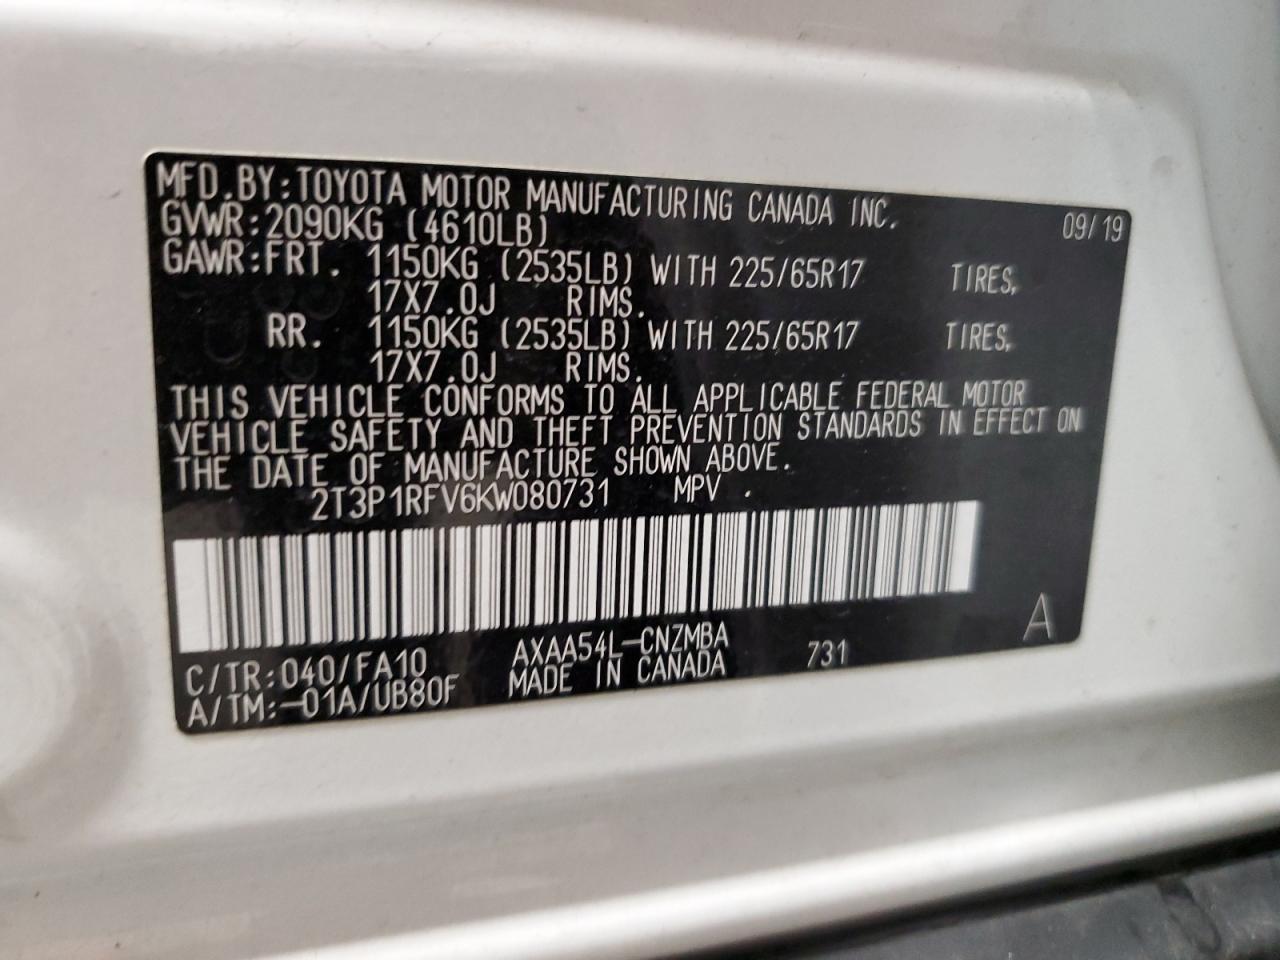 MFD.BY:TOYOTA MOTOR MANUFACTURING CANADA INC. 09/19
GVWR:2090KG (4610LB)
GAWR:FRT. 1150KG (2535LB) WITH 225/65R17 TIRES,
17X7.0J RIMS.
RR. 1150KG (2535LB) WITH 225/65R17 TIRES,
17X7.0J RIMS.
THIS VEHICLE CONFORMS TO ALL APPLICABLE FEDERAL MOTOR
VEHICLE SAFETY AND THEFT PREVENTION STANDARDS IN EFFECT ON
THE DATE OF MANUFACTURE SHOWN ABOVE.
2T3P1RFV6KW080731 MPV .
C/TR:040/FA10 AXAA54L-CNZMBA 731 A
A/TM:-01A/UB80F MADE IN CANADA